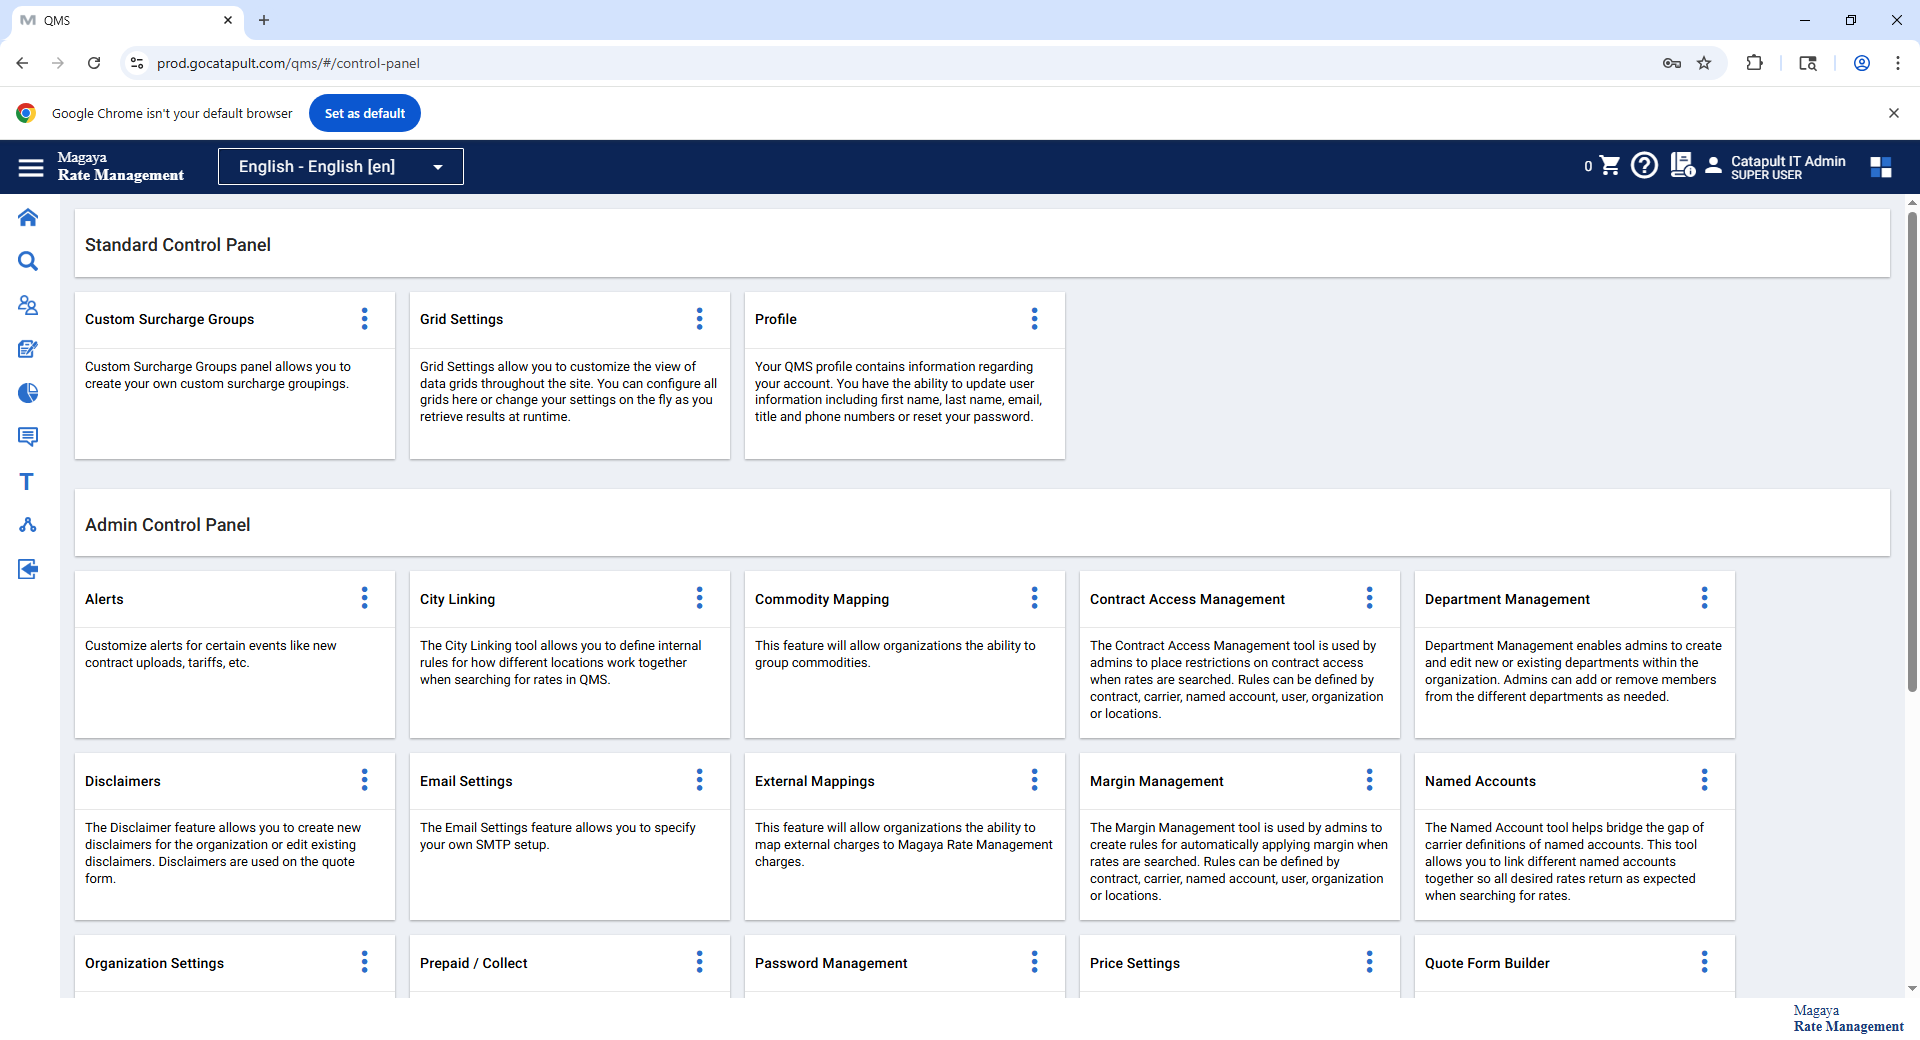 QMS
prod.gocatapult.com/qms/#/control-panel
Google Chrome isn't your default browser
Set as default
Magaya
Rate Management
English - English [en]
0
Catapult IT Admin
SUPER USER
Standard Control Panel
Custom Surcharge Groups
Custom Surcharge Groups panel allows you to
create your own custom surcharge groupings.
Grid Settings
Grid Settings allow you to customize the view of
data grids throughout the site. You can configure all
grids here or change your settings on the fly as you
retrieve results at runtime.
Profile
Your QMS profile contains information regarding
your account. You have the ability to update user
information including first name, last name, email,
title and phone numbers or reset your password.
Admin Control Panel
Alerts
Customize alerts for certain events like new
contract uploads, tariffs, etc.
City Linking
The City Linking tool allows you to define internal
rules for how different locations work together
when searching for rates in QMS.
Commodity Mapping
This feature will allow organizations the ability to
group commodities.
Contract Access Management
The Contract Access Management tool is used by
admins to place restrictions on contract access
when rates are searched. Rules can be defined by
contract, carrier, named account, user, organization
or locations.
Department Management
Department Management enables admins to create
and edit new or existing departments within the
organization. Admins can add or remove members
from the different departments as needed.
Disclaimers
The Disclaimer feature allows you to create new
disclaimers for the organization or edit existing
disclaimers. Disclaimers are used on the quote
form.
Email Settings
The Email Settings feature allows you to specify
your own SMTP setup.
External Mappings
This feature will allow organizations the ability to
map external charges to Magaya Rate Management
charges.
Margin Management
The Margin Management tool is used by admins to
create rules for automatically applying margin when
rates are searched. Rules can be defined by
contract, carrier, named account, user, organization
or locations.
Named Accounts
The Named Account tool helps bridge the gap of
carrier definitions of named accounts. This tool
allows you to link different named accounts
together so all desired rates return as expected
when searching for rates.
Organization Settings
Prepaid / Collect
Password Management
Price Settings
Quote Form Builder
Magaya
Rate Management